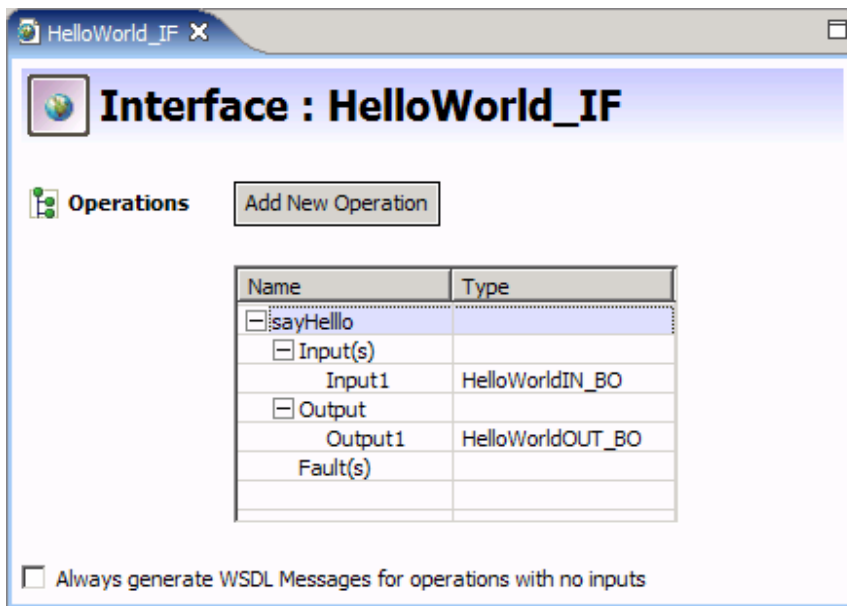 HelloWorld_IF
Interface : HelloWorld_IF
Operations Add New Operation
Name Type
sayHelllo
Input(s)
Input1 HelloWorldIN_BO
Output
Output1 HelloWorldOUT_BO
Fault(s)
Always generate WSDL Messages for operations with no inputs